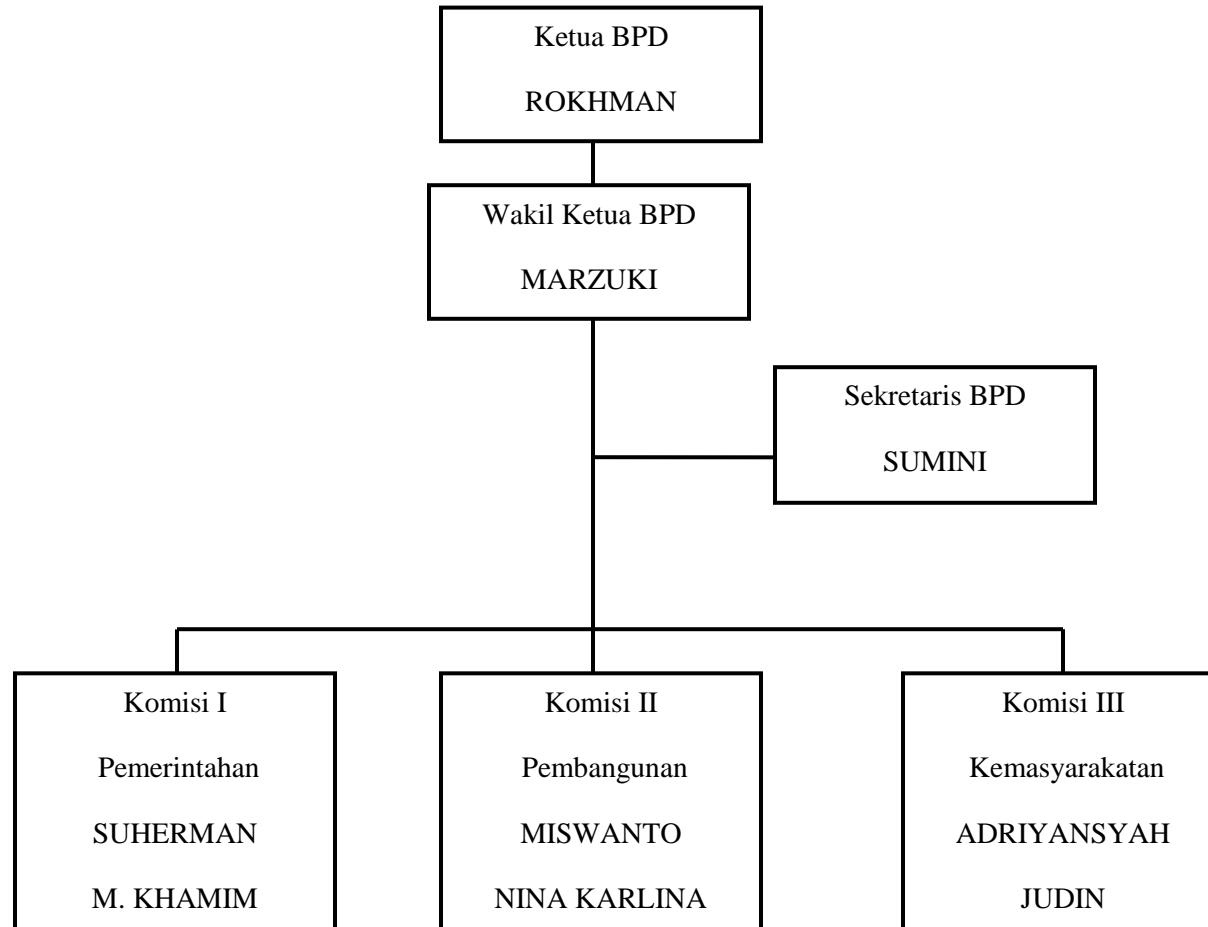 Ketua BPD
ROKHMAN
Wakil Ketua BPD
MARZUKI
Sekretaris BPD
SUMINI
Komisi I
Pemerintahan
SUHERMAN
M. KHAMIM
Komisi II
Pembangunan
MISWANTO
NINA KARLINA
Komisi III
Kemasyarakatan
ADRIYANSYAH
JUDIN